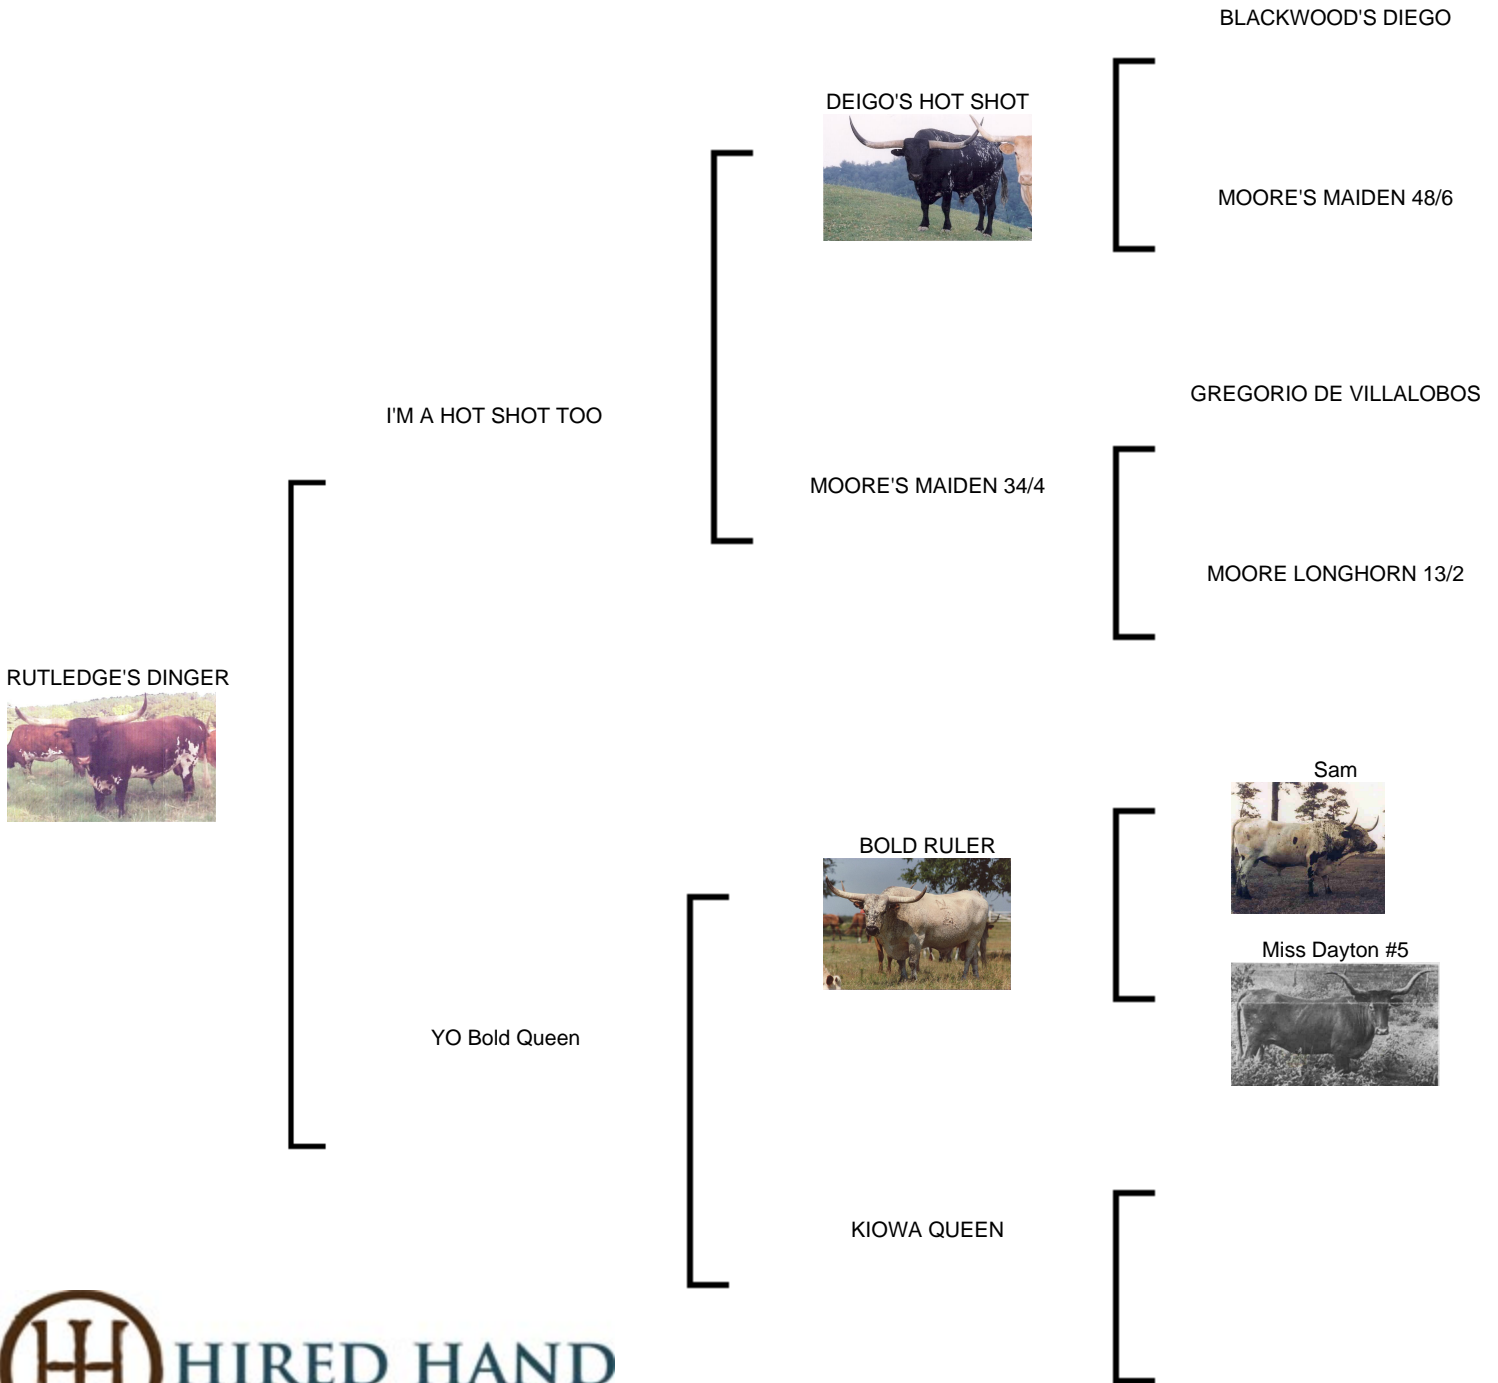 BLACKWOOD'S DIEGO
DEIGO'S HOT SHOT
MOORE'S MAIDEN 48/6
GREGORIO DE VILLALOBOS
I'M A HOT SHOT TOO
MOORE'S MAIDEN 34/4
MOORE LONGHORN 13/2
RUTLEDGE'S DINGER
Sam
BOLD RULER
Miss Dayton #5
YO Bold Queen
KIOWA QUEEN
HIRED HAND